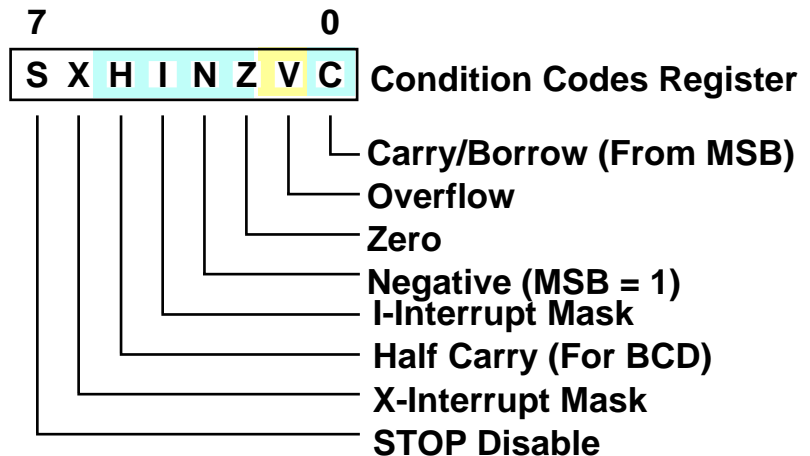 7 0
S X H I N Z V C Condition Codes Register
Carry/Borrow (From MSB)
Overflow
Zero
Negative (MSB = 1)
I-Interrupt Mask
Half Carry (For BCD)
X-Interrupt Mask
STOP Disable